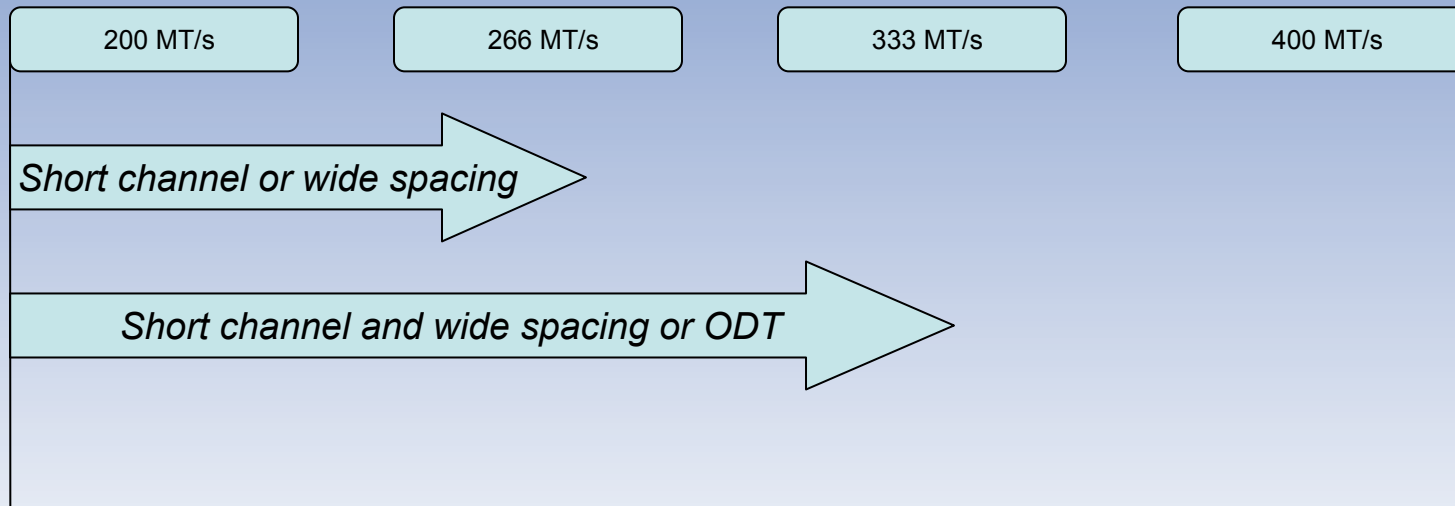 200 MT/s
266 MT/s
333 MT/s
400 MT/s
Short channel or wide spacing
Short channel and wide spacing or ODT